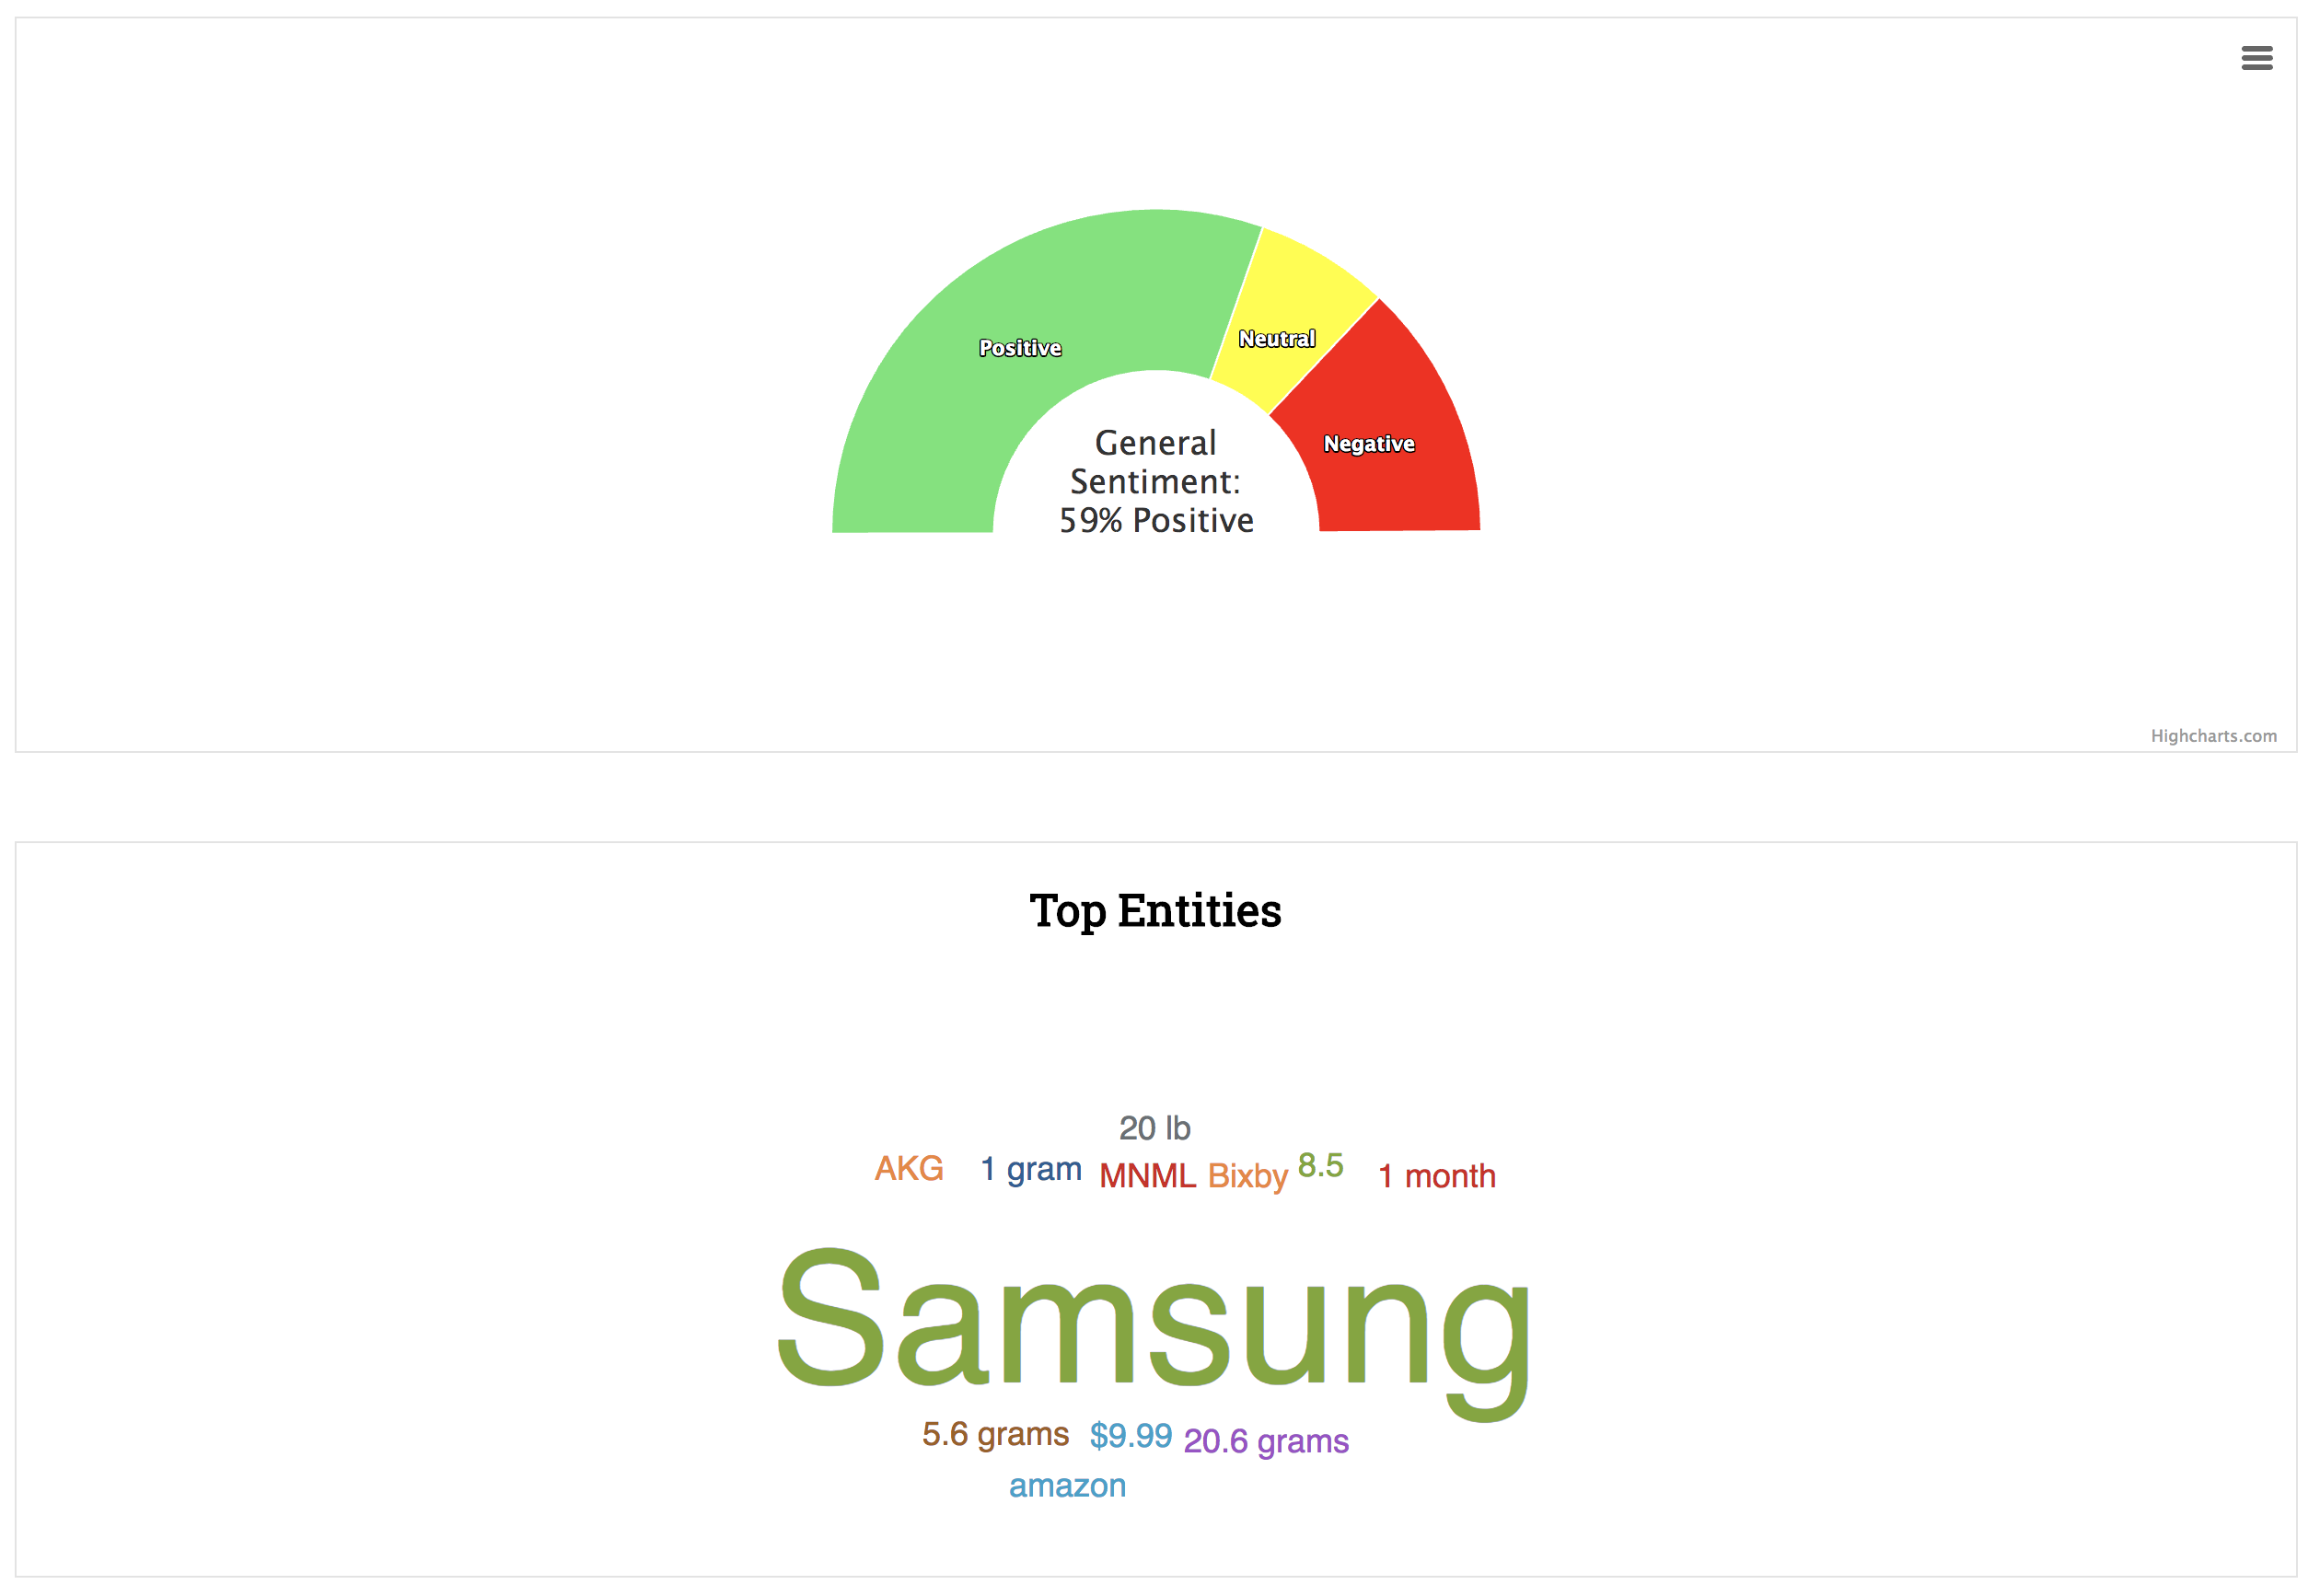 Positive
Neutral
Negative
General
Sentiment:
59% Positive
Highcharts.com
Top Entities
20 lb
AKG 1 gram MNML Bixby 8.5 1 month
Samsung
5.6 grams $9.99 20.6 grams
amazon